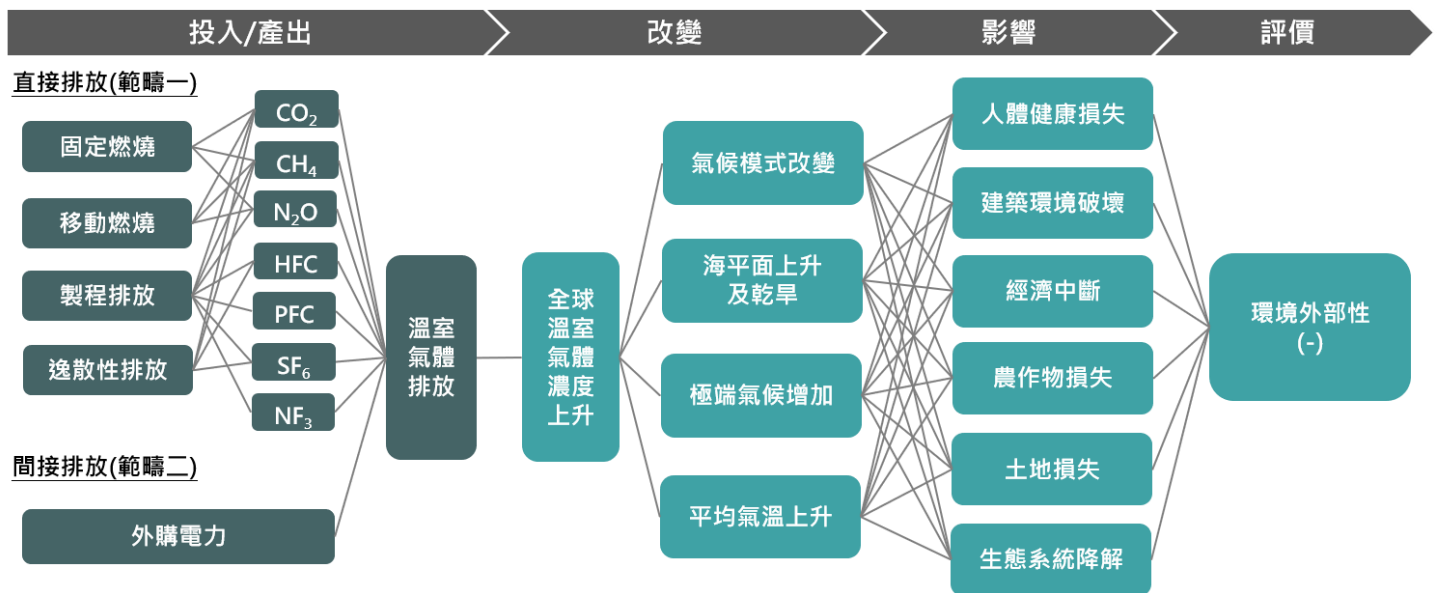 投入/產出
改變
影響
評價
直接排放(範疇一)
固定燃燒
移動燃燒
製程排放
逸散性排放
CO₂
CH₄
N₂O
HFC
PFC
SF₆
NF₃
間接排放(範疇二)
外購電力
溫室
氣體
排放
全球
溫室
氣體
濃度
上升
氣候模式改變
海平面上升
及乾旱
極端氣候增加
平均氣溫上升
人體健康損失
建築環境破壞
經濟中斷
農作物損失
土地損失
生態系統降解
環境外部性
(-)